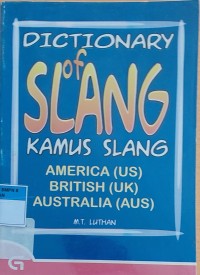 DICTIONARY
of
SLANG
KAMUS SLANG
AMERICA (US)
BRITISH (UK)
AUSTRALIA (AUS)
M.T. LUTHAN